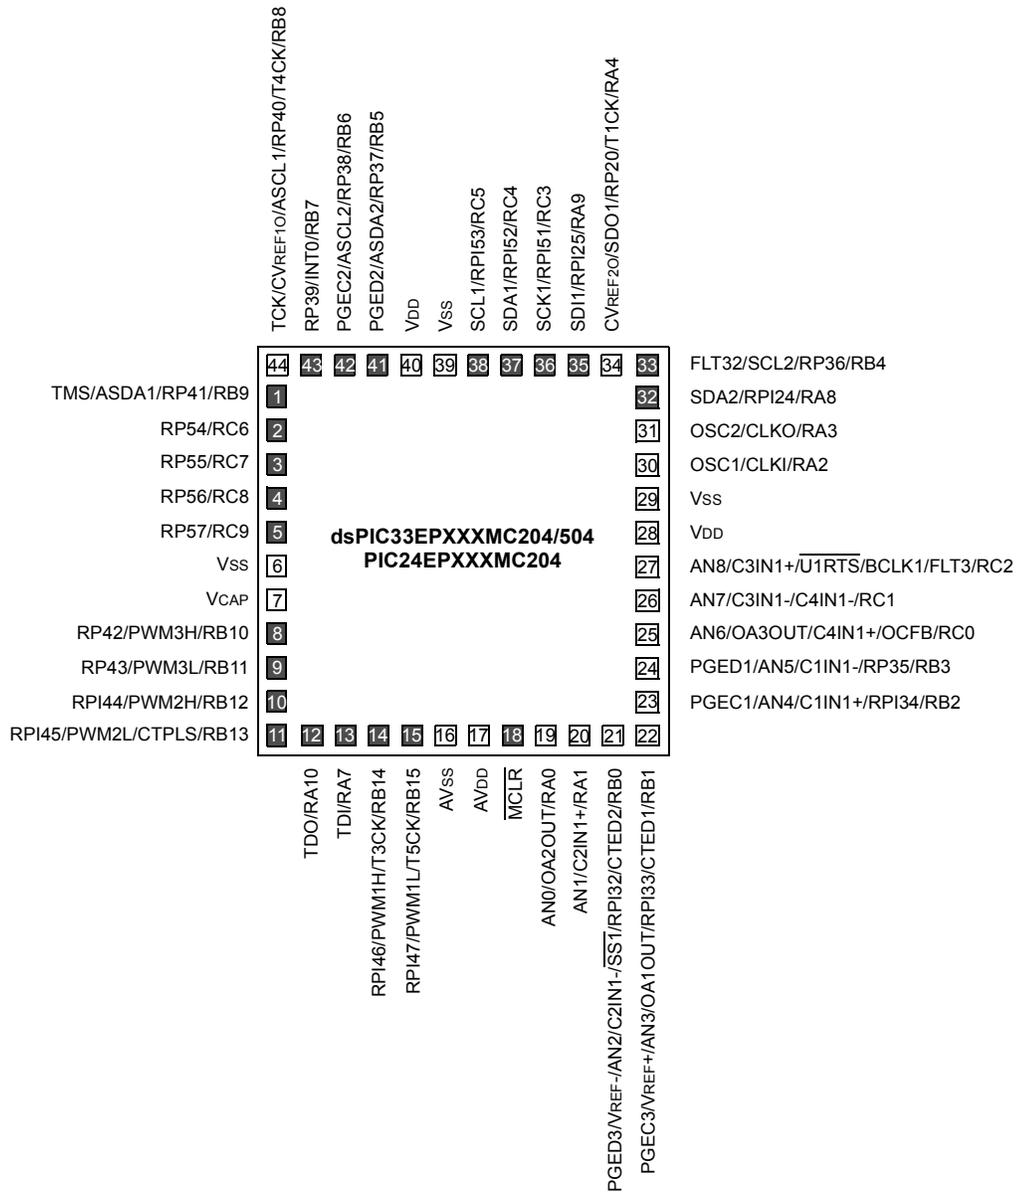 TCK/CVREF1O/ASCL1/RP40/T4CK/RB8
RP39/INT0/RB7
PGEC2/ASCL2/RP38/RB6
PGED2/ASDA2/RP37/RB5
VDD
VSS
SCL1/RPI53/RC5
SDA1/RPI52/RC4
SCK1/RPI51/RC3
SDI1/RPI25/RA9
CVREF2O/SDO1/RP20/T1CK/RA4
44 43 42 41 40 39 38 37 36 35 34 33 FLT32/SCL2/RP36/RB4
TMS/ASDA1/RP41/RB9 1 32 SDA2/RPI24/RA8
RP54/RC6 2 31 OSC2/CLKO/RA3
RP55/RC7 3 30 OSC1/CLKI/RA2
RP56/RC8 4 29 VSS
RP57/RC9 5 28 VDD
dsPIC33EPXXXMC204/504
PIC24EPXXXMC204
VSS 6 27 AN8/C3IN1+/U1RTS/BCLK1/FLT3/RC2
VCAP 7 26 AN7/C3IN1-/C4IN1-/RC1
RP42/PWM3H/RB10 8 25 AN6/OA3OUT/C4IN1+/OCFB/RC0
RP43/PWM3L/RB11 9 24 PGED1/AN5/C1IN1-/RP35/RB3
RPI44/PWM2H/RB12 10 23 PGEC1/AN4/C1IN1+/RPI34/RB2
RPI45/PWM2L/CTPLS/RB13 11 12 13 14 15 16 17 18 19 20 21 22
TDO/RA10
TDI/RA7
RPI46/PWM1H/T3CK/RB14
RPI47/PWM1L/T5CK/RB15
AVSS
AVDD
MCLR
AN0/OA2OUT/RA0
AN1/C2IN1+/RA1
PGED3/VREF-/AN2/C2IN1-/SS1/RPI32/CTED2/RB0
PGEC3/VREF+/AN3/OA1OUT/RPI33/CTED1/RB1